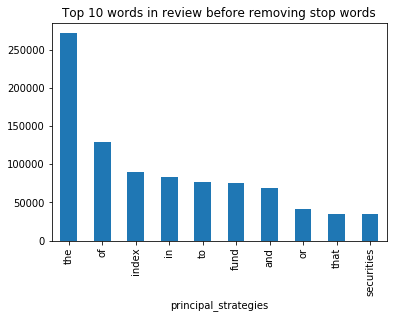 Top 10 words in review before removing stop words
250000
200000
150000
100000
50000
0
the
of
index
in
to
fund
and
or
that
securities
principal_strategies